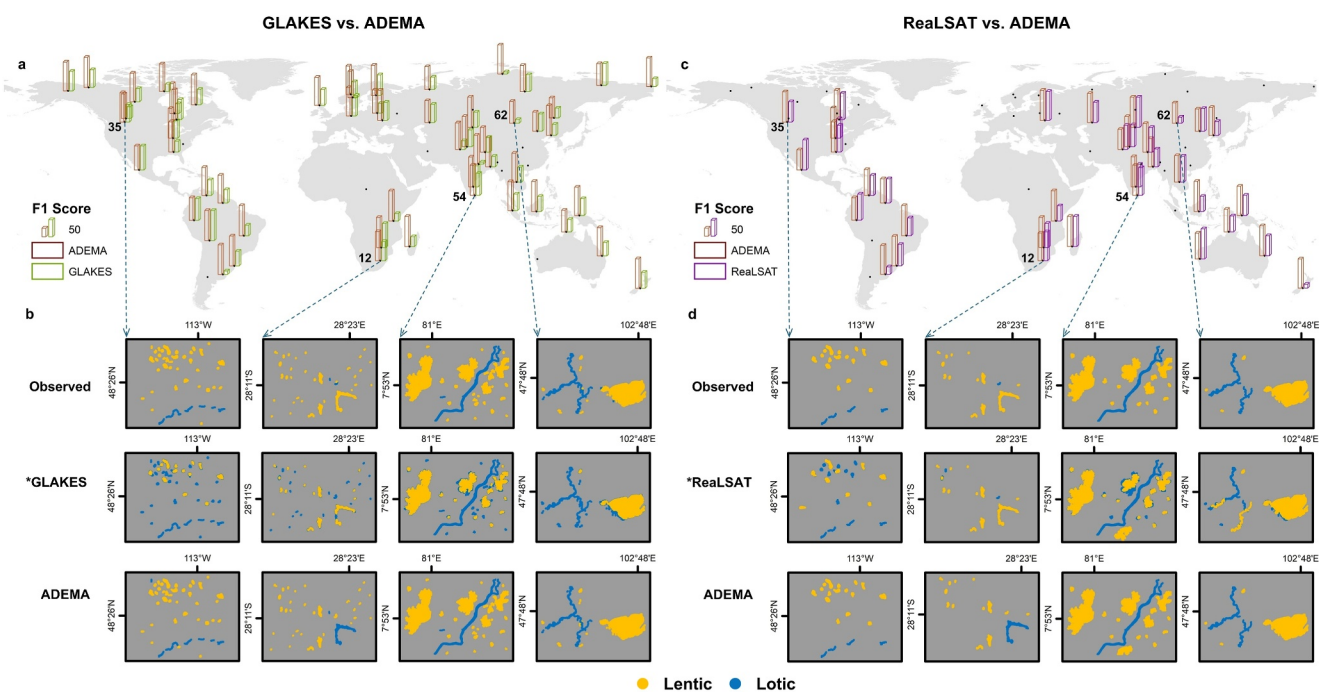 GLAKES vs. ADEMA
ReaLSAT vs. ADEMA
a
35
62
54
12
F1 Score
50
ADEMA
GLAKES
c
35
62
54
12
F1 Score
50
ADEMA
ReaLSAT
b
113°W
28°23'E
81°E
102°48'E
Observed
48°26'N
28°11'S
7°53'N
47°48'N
113°W
28°23'E
81°E
102°48'E
*GLAKES
48°26'N
28°11'S
7°53'N
47°48'N
113°W
28°23'E
81°E
102°48'E
ADEMA
48°26'N
28°11'S
7°53'N
47°48'N
d
113°W
28°23'E
81°E
102°48'E
Observed
48°26'N
28°11'S
7°53'N
47°48'N
113°W
28°23'E
81°E
102°48'E
*ReaLSAT
48°26'N
28°11'S
7°53'N
47°48'N
113°W
28°23'E
81°E
102°48'E
ADEMA
48°26'N
28°11'S
7°53'N
47°48'N
Lentic
Lotic